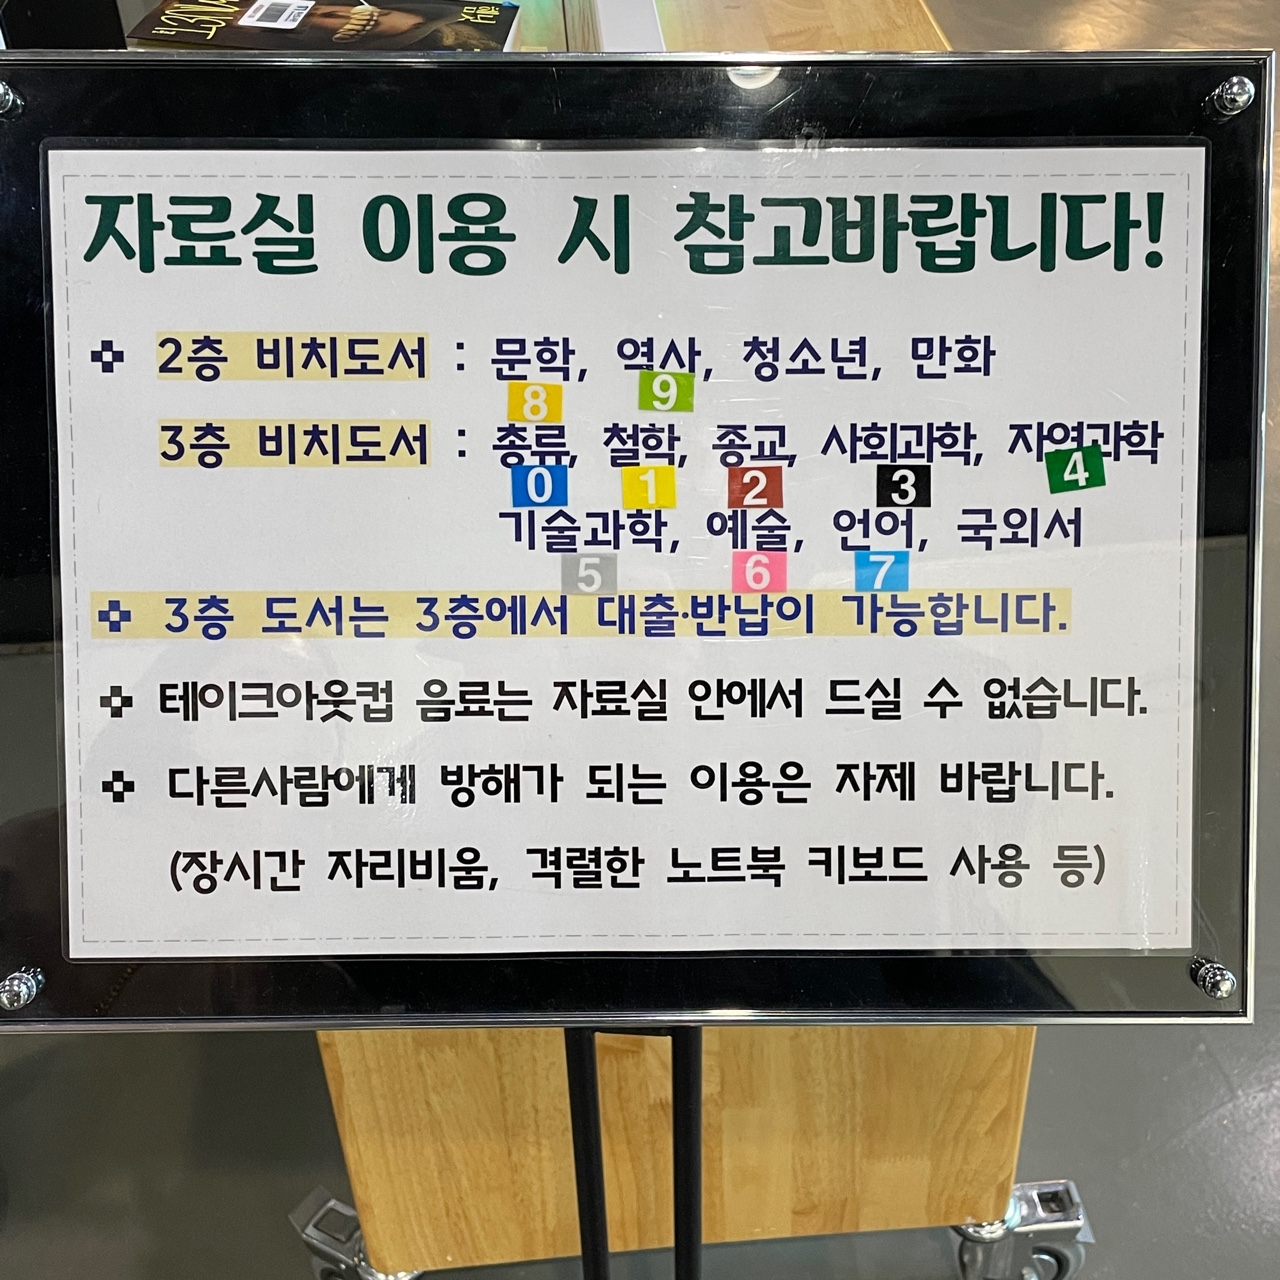 자료실 이용 시 참고바랍니다!
2층 비치도서 : 문학, 역사, 청소년, 만화
8 9
3층 비치도서 : 총류, 철학, 종교, 사회과학, 자연과학
0 1 2 3 4
기술과학, 예술, 언어, 국외서
5 6 7
3층 도서는 3층에서 대출·반납이 가능합니다.
테이크아웃컵 음료는 자료실 안에서 드실 수 없습니다.
다른사람에게 방해가 되는 이용은 자제 바랍니다.
(장시간 자리비움, 격렬한 노트북 키보드 사용 등)